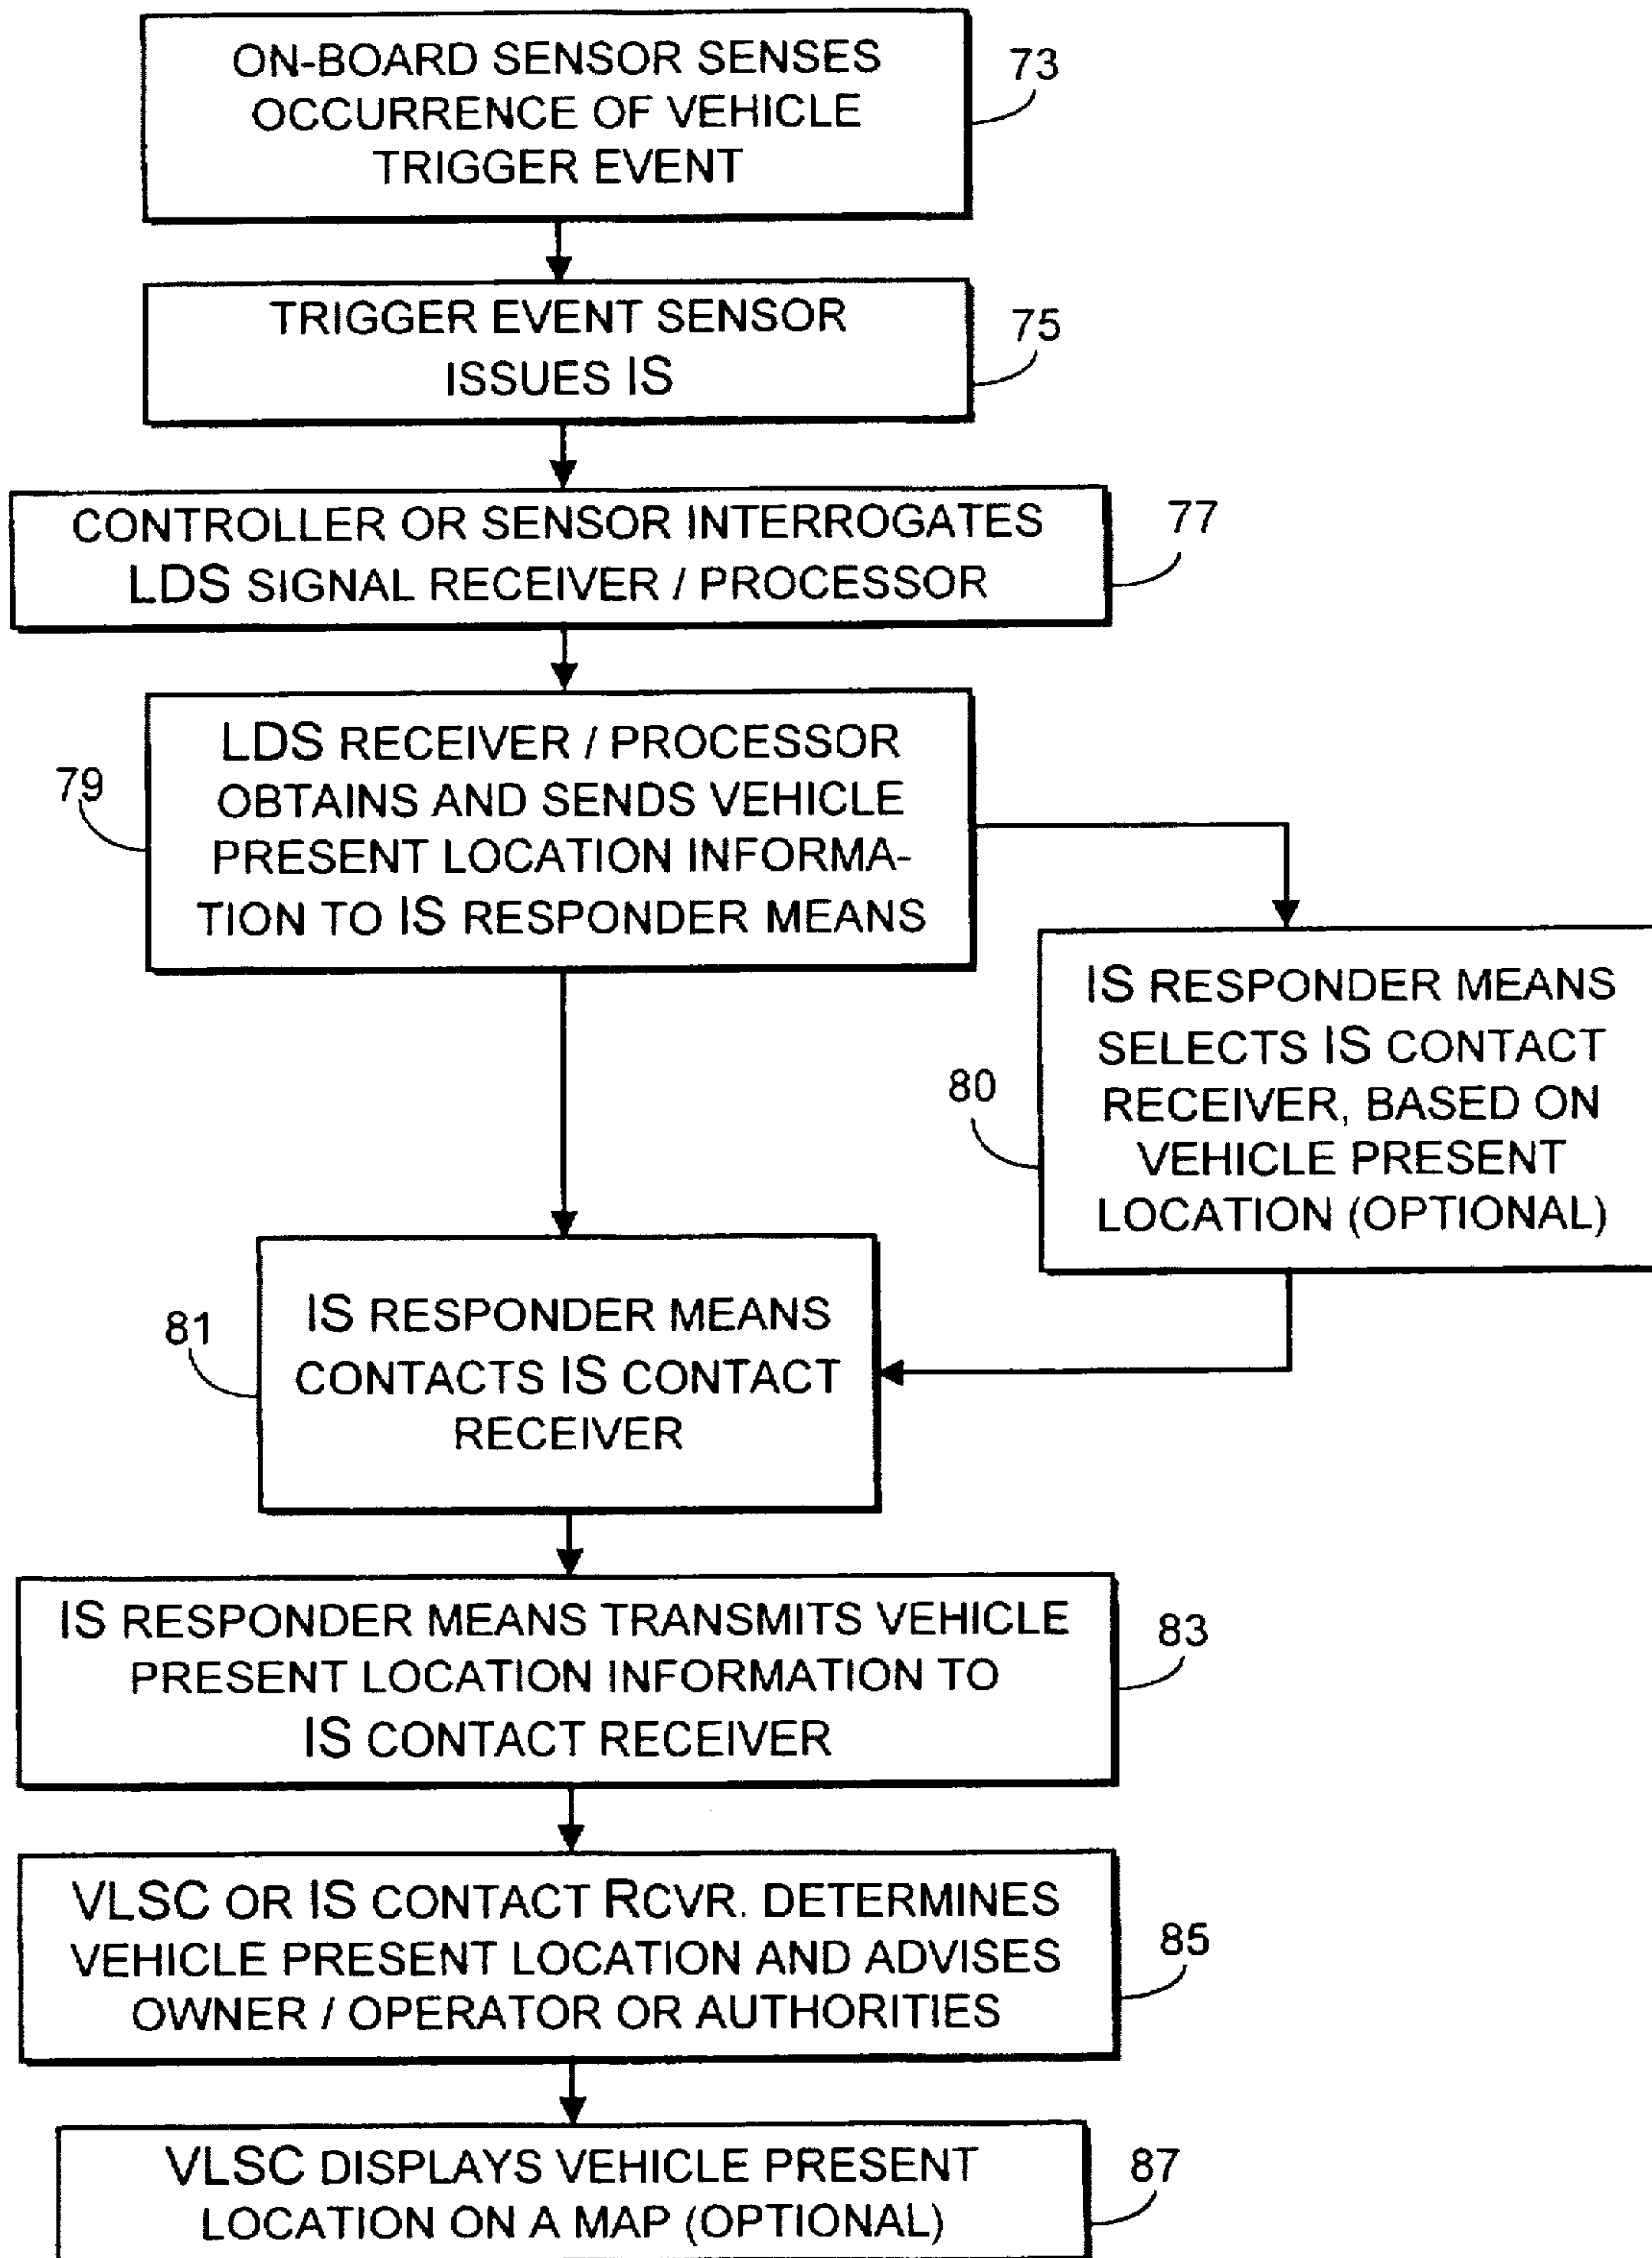 ON-BOARD SENSOR SENSES
OCCURRENCE OF VEHICLE
TRIGGER EVENT
73
TRIGGER EVENT SENSOR
ISSUES IS
75
CONTROLLER OR SENSOR INTERROGATES
LDS SIGNAL RECEIVER / PROCESSOR
77
LDS RECEIVER / PROCESSOR
OBTAINS AND SENDS VEHICLE
PRESENT LOCATION INFORMA-
TION TO IS RESPONDER MEANS
79
IS RESPONDER MEANS
SELECTS IS CONTACT
RECEIVER, BASED ON
VEHICLE PRESENT
LOCATION (OPTIONAL)
80
IS RESPONDER MEANS
CONTACTS IS CONTACT
RECEIVER
81
IS RESPONDER MEANS TRANSMITS VEHICLE
PRESENT LOCATION INFORMATION TO
IS CONTACT RECEIVER
83
VLSC OR IS CONTACT RCVR. DETERMINES
VEHICLE PRESENT LOCATION AND ADVISES
OWNER / OPERATOR OR AUTHORITIES
85
VLSC DISPLAYS VEHICLE PRESENT
LOCATION ON A MAP (OPTIONAL)
87